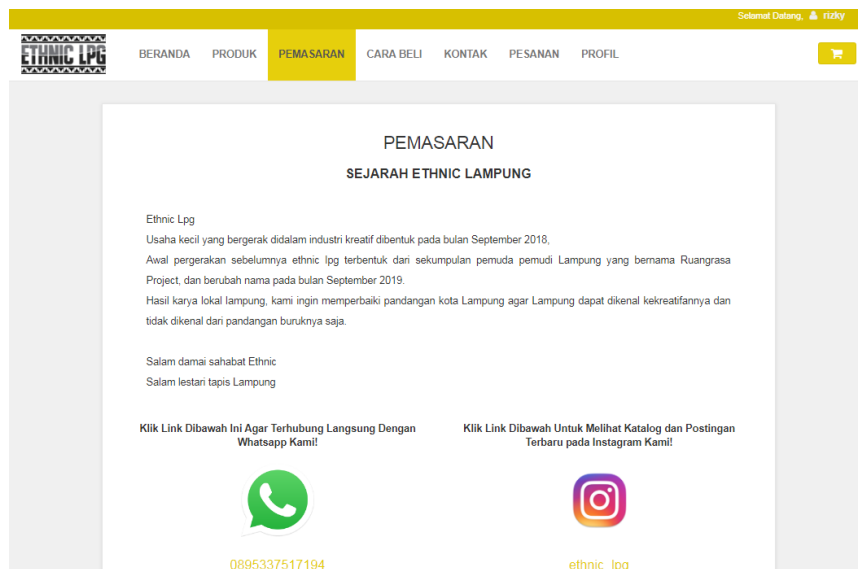 Selamat Datang, rizky
ETHNIC LPG
BERANDA PRODUK PEMASARAN CARA BELI KONTAK PESANAN PROFIL
PEMASARAN
SEJARAH ETHNIC LAMPUNG
Ethnic Lpg
Usaha kecil yang bergerak didalam industri kreatif dibentuk pada bulan September 2018,
Awal pergerakan sebelumnya ethnic lpg terbentuk dari sekumpulan pemuda pemudi Lampung yang bernama Ruangrasa
Project, dan berubah nama pada bulan September 2019.
Hasil karya lokal lampung, kami ingin memperbaiki pandangan kota Lampung agar Lampung dapat dikenal kekreatifannya dan
tidak dikenal dari pandangan buruknya saja.
Salam damai sahabat Ethnic
Salam lestari tapis Lampung
Klik Link Dibawah Ini Agar Terhubung Langsung Dengan
Whatsapp Kami!
0895337517194
Klik Link Dibawah Untuk Melihat Katalog dan Postingan
Terbaru pada Instagram Kami!
ethnic_lpg